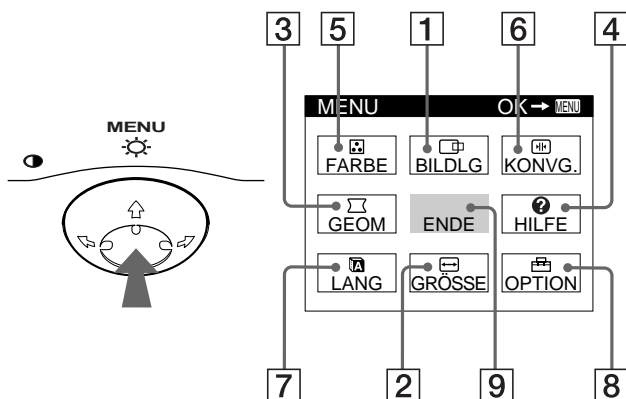 3 5 1 6 4
MENU
MENU OK → MENU
FARBE BILDLG KONVG.
GEOM ENDE HILFE
LANG GRÖSSE OPTION
7 2 9 8